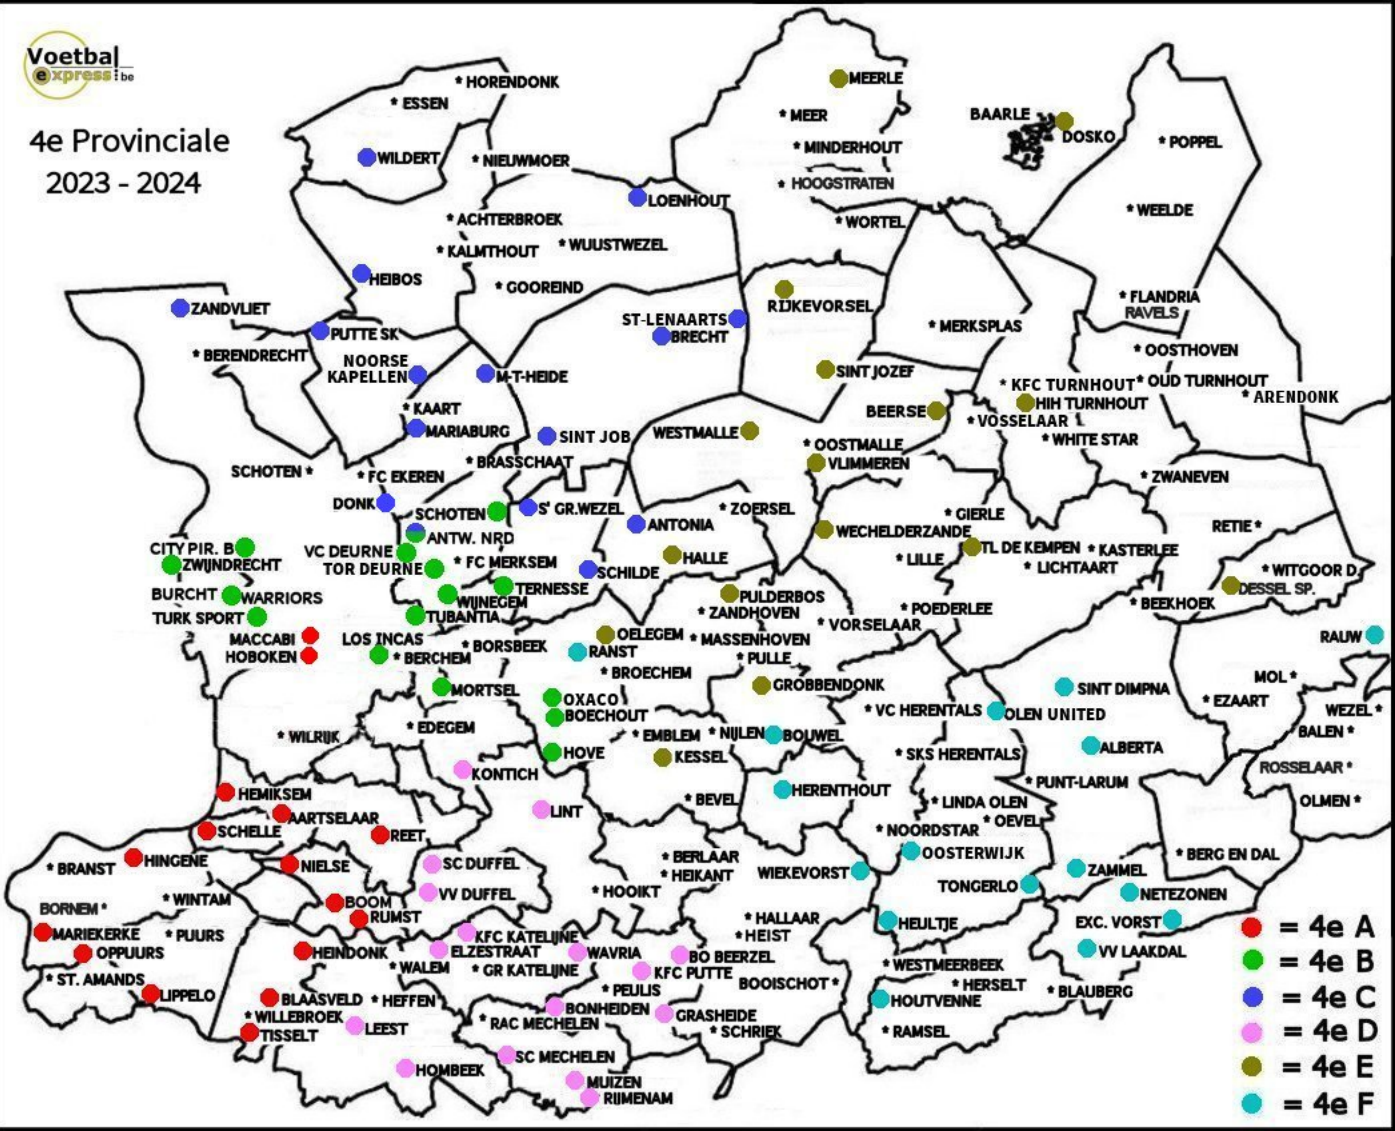 Voetbal
express.be
4e Provinciale
2023 - 2024
* HORENDONK
* ESSEN
WILDERT
* NIEUWMOER
LOENHOUT
* ACHTERBROEK
* KALMTHOUT
* WUUSTWEZEL
HEIBOS
* GOOREIND
MEERLE
* MEER
* MINDERHOUT
* HOOGSTRATEN
* WORTEL
BAARLE
DOSKO
* POPPEL
* WEELDE
ZANDVLIET
PUTTE SK
* BERENDRECHT
NOORSE
KAPELLEN
M-T-HEIDE
ST-LENAARTS
BRECHT
RIJKEVORSEL
* MERKSPLAS
* FLANDRIA
RAVELS
* OOSTHOVEN
SINT JOZEF
* KFC TURNHOUT
* OUD TURNHOUT
* ARENDONK
HIH TURNHOUT
BEERSE
* VOSSELAAR
* WHITE STAR
* KAART
MARIABURG
SINT JOB
WESTMALLE
* OOSTMALLE
VLIMMEREN
* BRASSCHAAT
SCHOTEN *
* FC EKEREN
* ZWANEVEN
DONK
SCHOTEN
S' GR.WEZEL
ANTONIA
* ZOERSEL
* GIERLE
WECHELDERZANDE
RETIE *
ANTW. NRD
CITY PIR. B
ZWIJNDRECHT
VC DEURNE
TOR DEURNE
* FC MERKSEM
SCHILDE
HALLE
TL DE KEMPEN
* KASTERLEE
* LILLE
* LICHTAART
* WITGOOR D.
DESSEL SP.
BURCHT
WARRIORS
TERNESSE
WIJNEGEM
TUBANTIA
TURK SPORT
PULDERBOS
* ZANDHOVEN
* POEDERLEE
* BEEKHOEK
* VORSELAAR
MACCABI
HOBOKEN
LOS INCAS
* BERCHEM
* BORSBEEK
OELEGEM
RANST
* MASSENHOVEN
* PULLE
* BROECHEM
RAUW
MORTSEL
OXACO
BOECHOUT
GROBBENDONK
SINT DIMPNA
MOL *
* EZAART
WEZEL *
* VC HERENTALS
OLEN UNITED
BALEN *
* WILRIJK
* EDEGEM
HOVE
* EMBLEM
* NIJLEN
BOUWEL
KESSEL
* SKS HERENTALS
ALBERTA
ROSSELAAR *
KONTICH
HEMIKSEM
* BEVEL
HERENTHOUT
* PUNT-LARUM
OLMEN *
LINT
AARTSELAAR
SCHELLE
REET
* LINDA OLEN
* OEVEL
* NOORDSTAR
OOSTERWIJK
* BERG EN DAL
HINGENE
* BRANST
NIELSE
SC DUFFEL
* BERLAAR
* HEIKANT
WIEKEVORST
ZAMMEL
TONGERLO
NETEZONEN
* WINTAM
VV DUFFEL
* HOOIKT
BORNEM *
BOOM
RUMST
* HALLAAR
* HEIST
HEULTJE
EXC. VORST
MARIEKERKE
* PUURS
KFC KATELIJNE
OPPUURS
HEINDONK
ELZESTRAAT
WAVRIA
BO BEERZEL
VV LAAKDAL
* WALEM
* GR KATELIJNE
KFC PUTTE
* WESTMEERBEEK
* ST. AMANDS
BOOISCHOT *
* HERSELT
* PEULIS
* BLAUBERG
LIPPELO
BLAASVELD
* HEFFEN
BONHEIDEN
HOUTVENNE
* WILLEBROEK
GRASHEIDE
* RAC MECHELEN
LEEST
* SCHRIEK
* RAMSEL
TISSELT
SC MECHELEN
HOMBEEK
MUIZEN
RIJMENAM
= 4e A
= 4e B
= 4e C
= 4e D
= 4e E
= 4e F